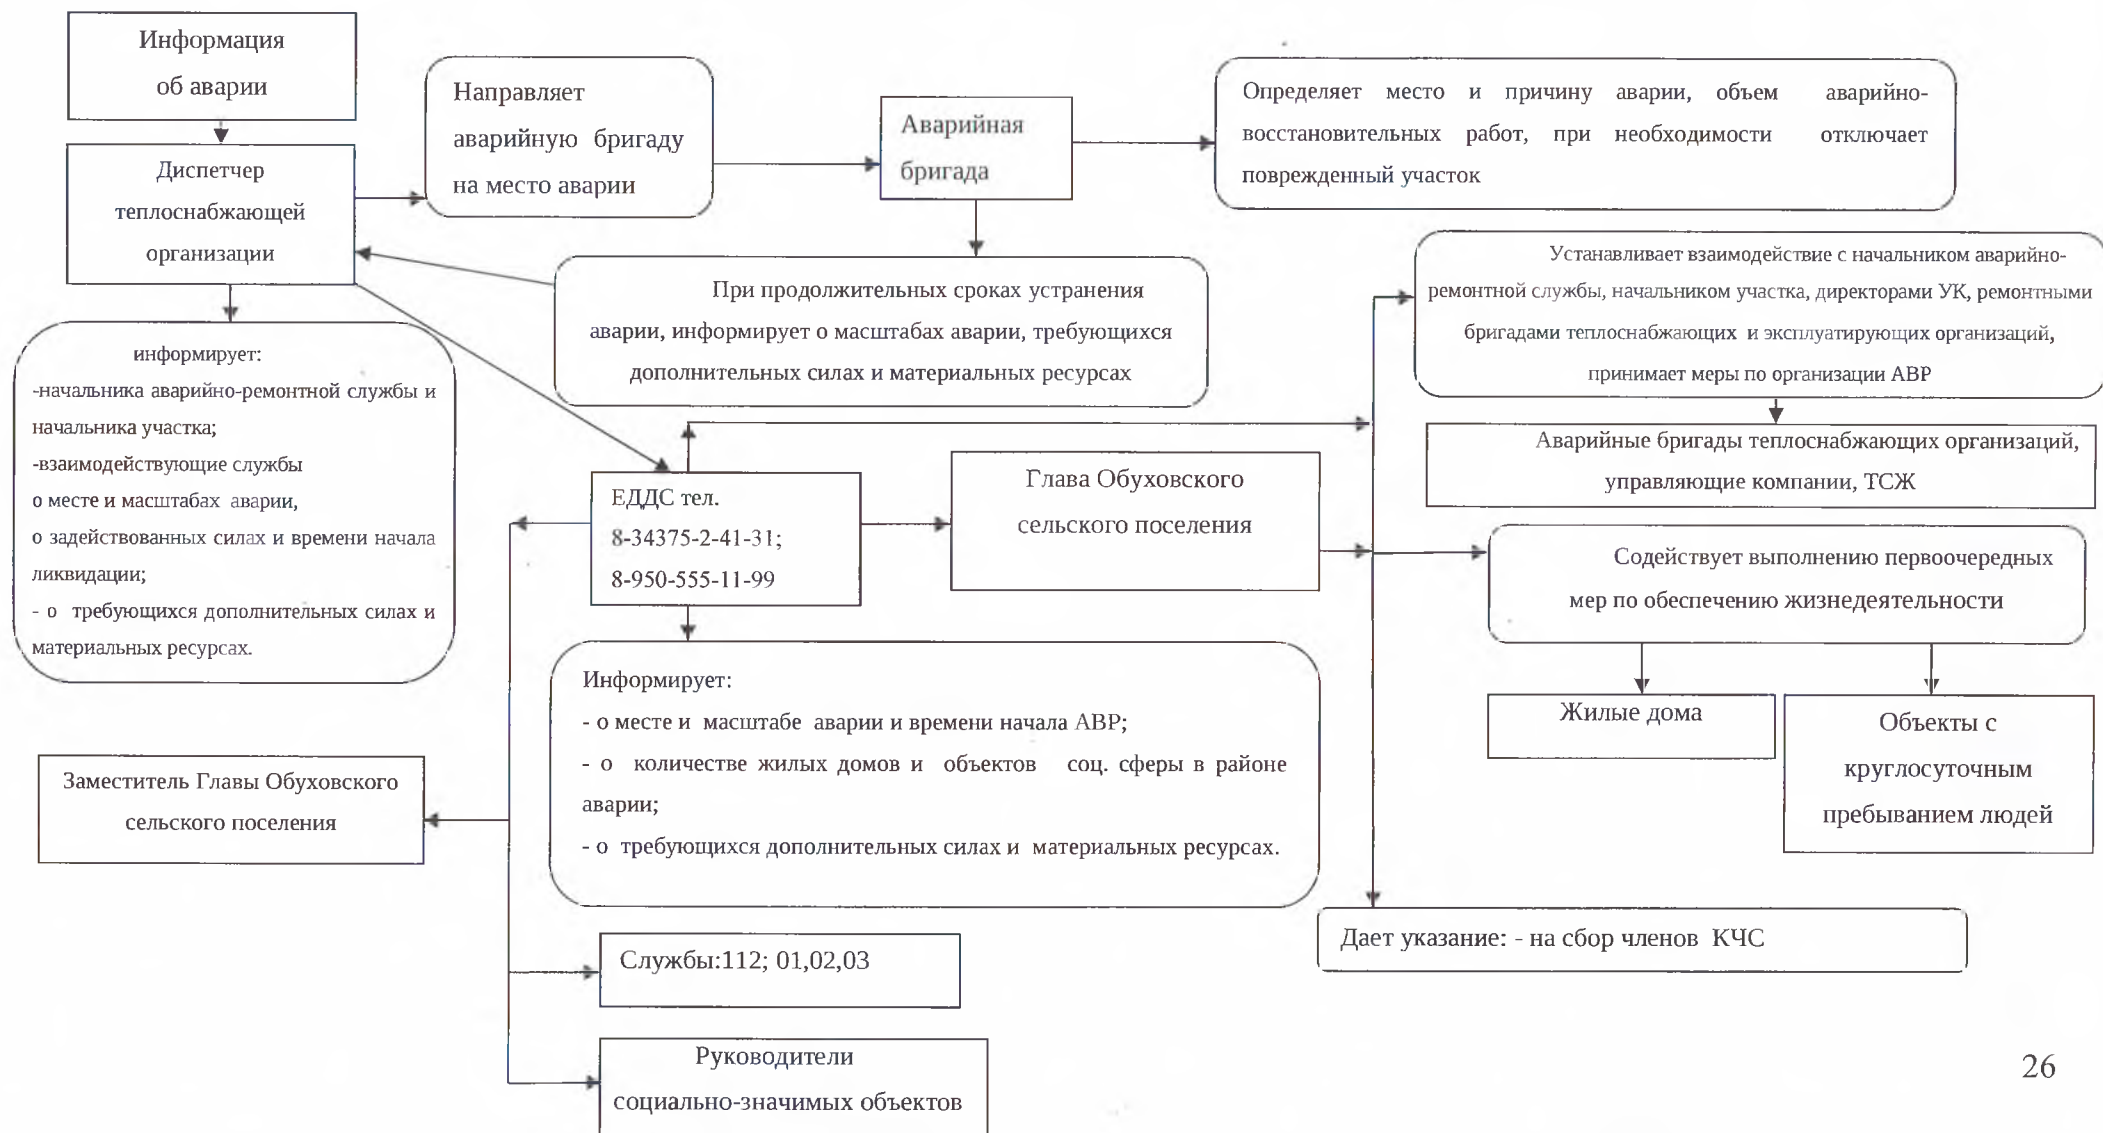 Информация
об аварии
Диспетчер
теплоснабжающей
организации
Направляет
аварийную бригаду
на место аварии
Аварийная
бригада
Определяет место и причину аварии, объем аварийно-
восстановительных работ, при необходимости отключает
поврежденный участок
При продолжительных сроках устранения
аварии, информирует о масштабах аварии, требующихся
дополнительных силах и материальных ресурсах
информирует:
-начальника аварийно-ремонтной службы и
начальника участка;
-взаимодействующие службы
о месте и масштабах аварии,
о задействованных силах и времени начала
ликвидации;
- о требующихся дополнительных силах и
материальных ресурсах.
ЕДДС тел.
8-34375-2-41-31;
8-950-555-11-99
Глава Обуховского
сельского поселения
Устанавливает взаимодействие с начальником аварийно-
ремонтной службы, начальником участка, директорами УК, ремонтными
бригадами теплоснабжающих и эксплуатирующих организаций,
принимает меры по организации АВР
Аварийные бригады теплоснабжающих организаций,
управляющие компании, ТСЖ
Содействует выполнению первоочередных
мер по обеспечению жизнедеятельности
Жилые дома
Объекты с
круглосуточным
пребыванием людей
Информирует:
- о месте и масштабе аварии и времени начала АВР;
- о количестве жилых домов и объектов соц. сферы в районе
аварии;
- о требующихся дополнительных силах и материальных ресурсах.
Заместитель Главы Обуховского
сельского поселения
Дает указание: - на сбор членов КЧС
Службы:112; 01,02,03
Руководители
социально-значимых объектов
26